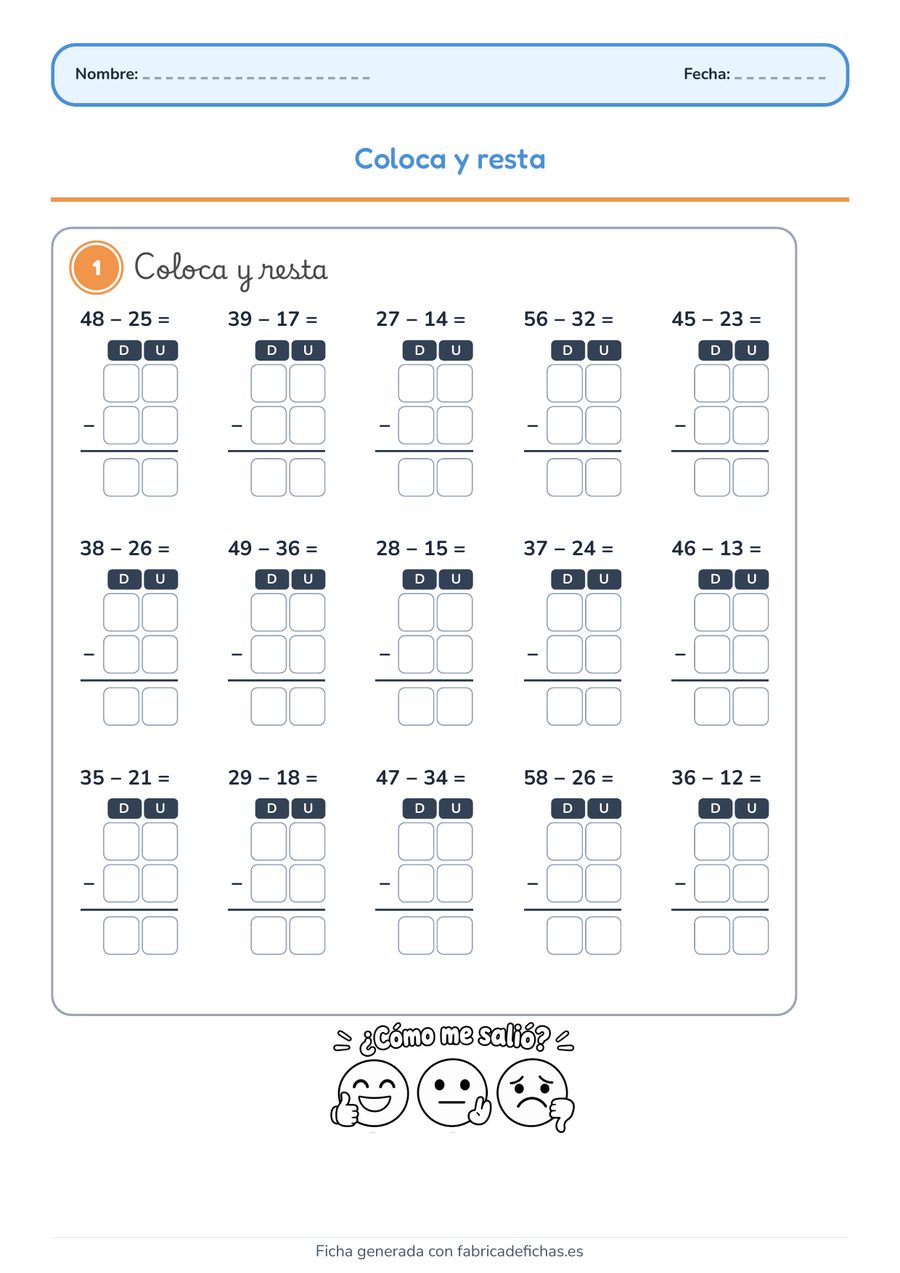 Nombre: Fecha:
Coloca y resta
1 Coloca y resta
48 – 25 = 39 – 17 = 27 – 14 = 56 – 32 = 45 – 23 =
D U D U D U D U D U
– – – – –
38 – 26 = 49 – 36 = 28 – 15 = 37 – 24 = 46 – 13 =
D U D U D U D U D U
– – – – –
35 – 21 = 29 – 18 = 47 – 34 = 58 – 26 = 36 – 12 =
D U D U D U D U D U
– – – – –
¿Cómo me salió?
Ficha generada con fabricadefichas.es